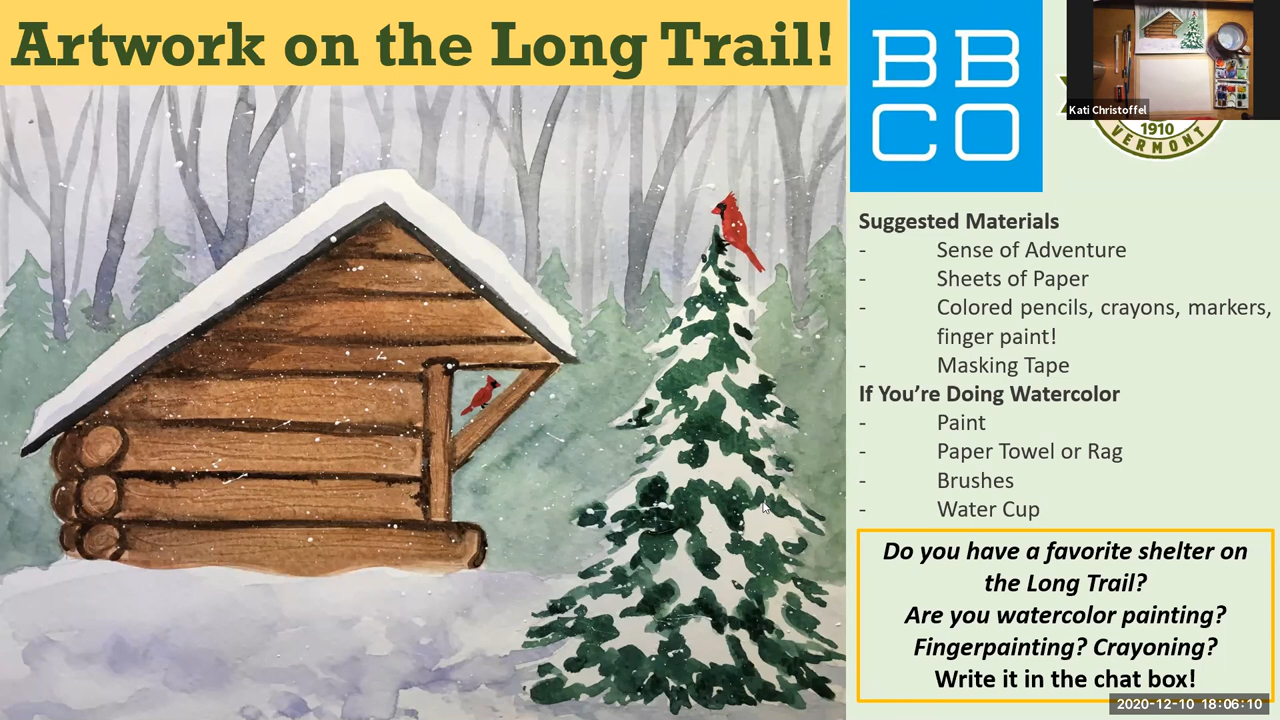 Artwork on the Long Trail!
BB
CO
Kati Christoffel
1910
VERMONT
Suggested Materials
- Sense of Adventure
- Sheets of Paper
- Colored pencils, crayons, markers,
finger paint!
- Masking Tape
If You're Doing Watercolor
- Paint
- Paper Towel or Rag
- Brushes
- Water Cup
Do you have a favorite shelter on
the Long Trail?
Are you watercolor painting?
Fingerpainting? Crayoning?
Write it in the chat box!
2020-12-10 18:06:10